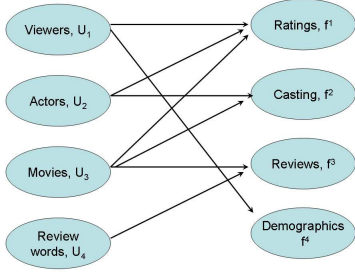 Viewers, U₁
Ratings, f¹
Actors, U₂
Casting, f²
Movies, U₃
Reviews, f³
Review
words, U₄
Demographics
f⁴